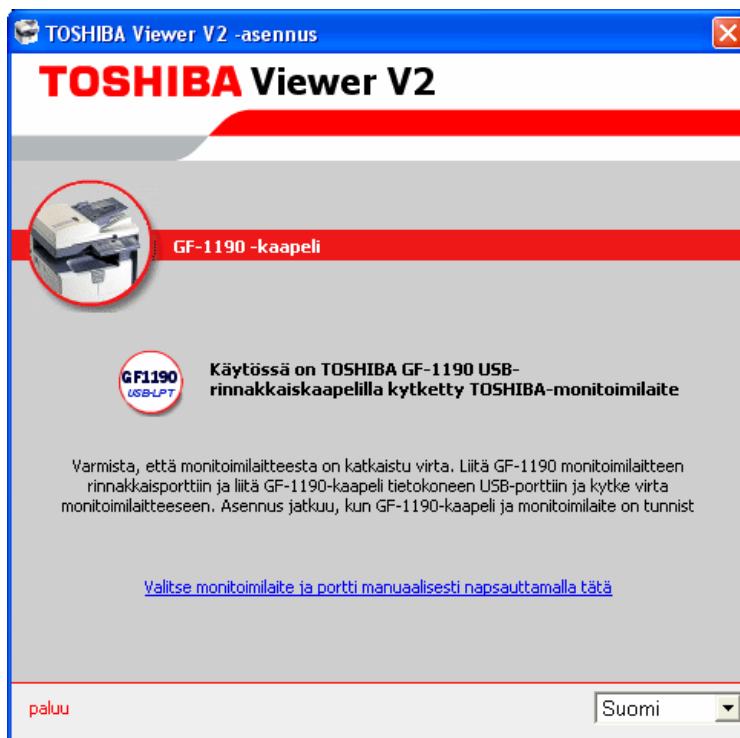 TOSHIBA Viewer V2 -asennus
TOSHIBA Viewer V2
GF-1190 -kaapeli
GF1190
USB-LPT
Käytössä on TOSHIBA GF-1190 USB-
rinnakkaiskaapelilla kytketty TOSHIBA-monitoimilaite
Varmista, että monitoimilaitteesta on katkaistu virta. Liitä GF-1190 monitoimilaitteen
rinnakkaisporttiin ja liitä GF-1190-kaapeli tietokoneen USB-porttiin ja kytke virta
monitoimilaitteeseen. Asennus jatkuu, kun GF-1190-kaapeli ja monitoimilaite on tunnist
Valitse monitoimilaite ja portti manuaalisesti napsauttamalla tätä
paluu
Suomi